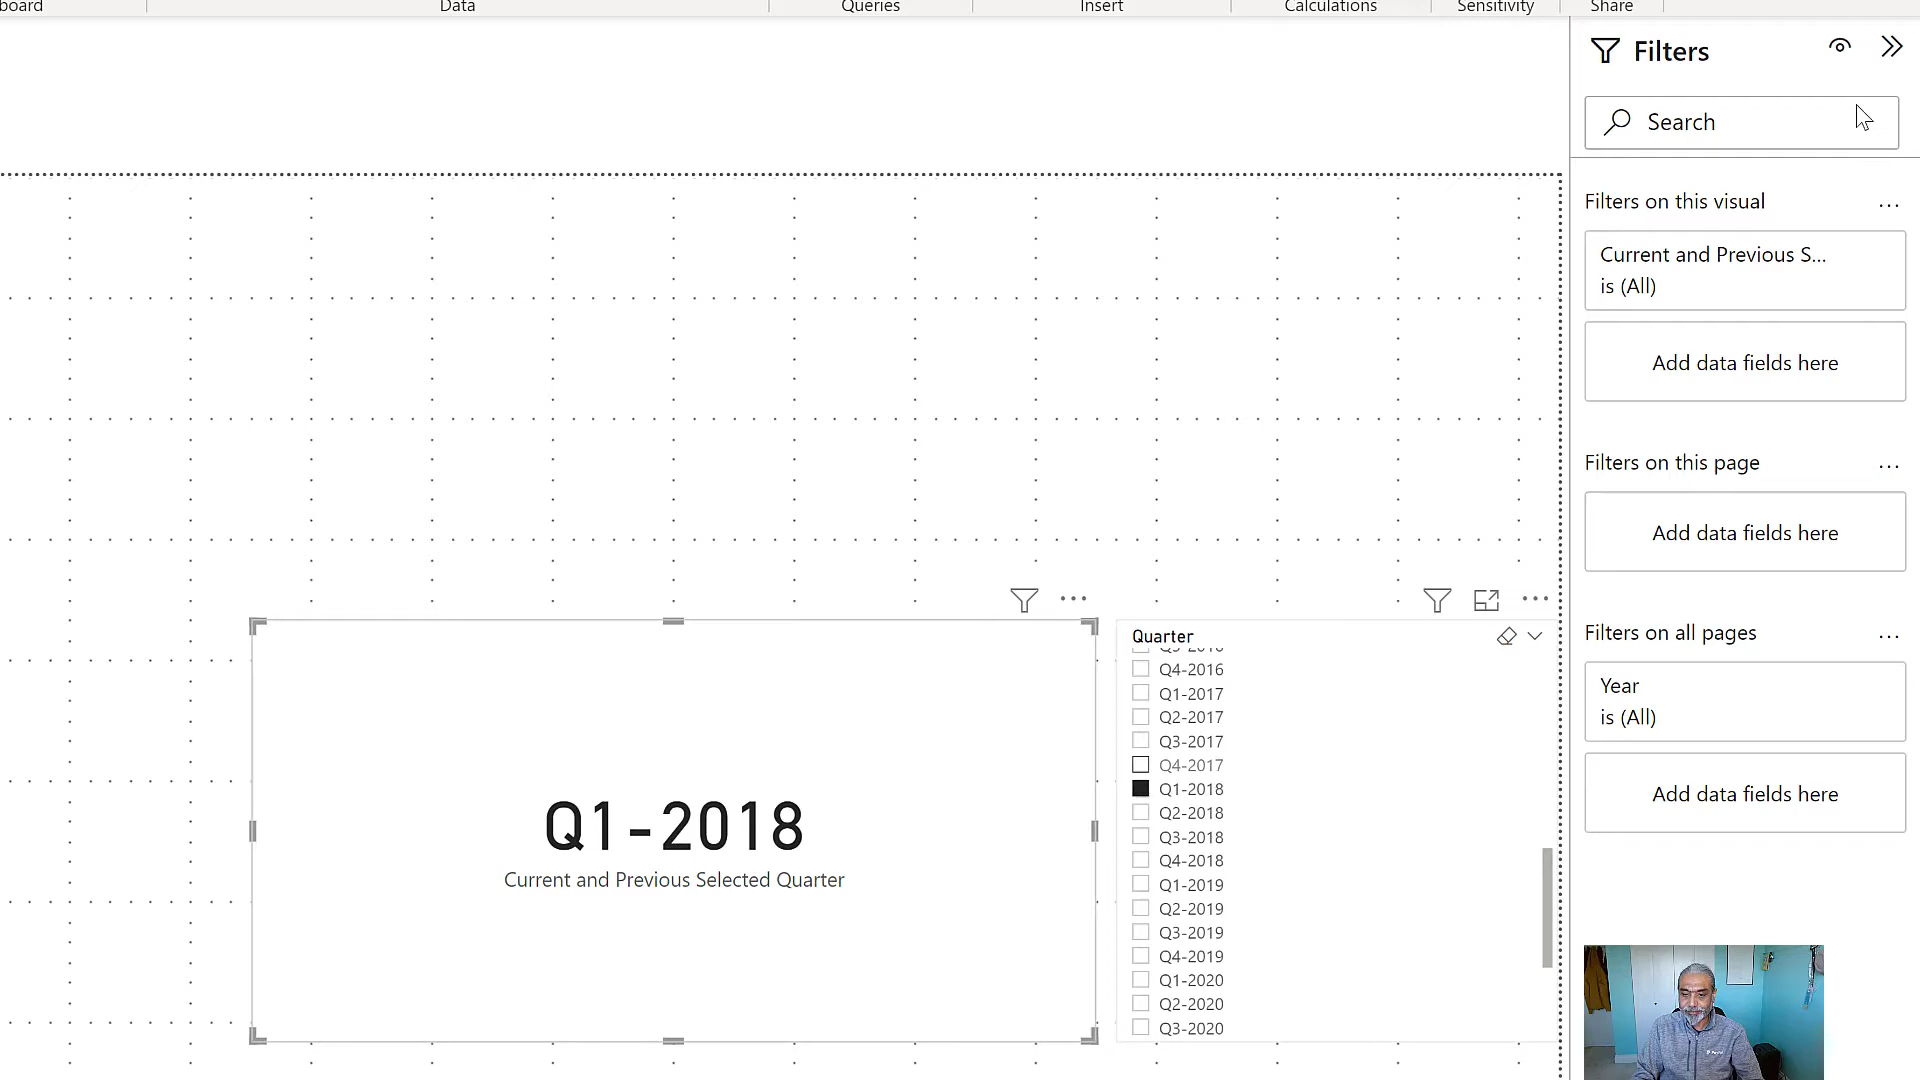 board
Data
Queries
Insert
Calculations
Sensitivity
Share
Filters
Search
Filters on this visual
Current and Previous S...
is (All)
Add data fields here
Filters on this page
Add data fields here
Filters on all pages
Year
is (All)
Add data fields here
Q1-2018
Current and Previous Selected Quarter
Quarter
Q4-2016
Q1-2017
Q2-2017
Q3-2017
Q4-2017
Q1-2018
Q2-2018
Q3-2018
Q4-2018
Q1-2019
Q2-2019
Q3-2019
Q4-2019
Q1-2020
Q2-2020
Q3-2020